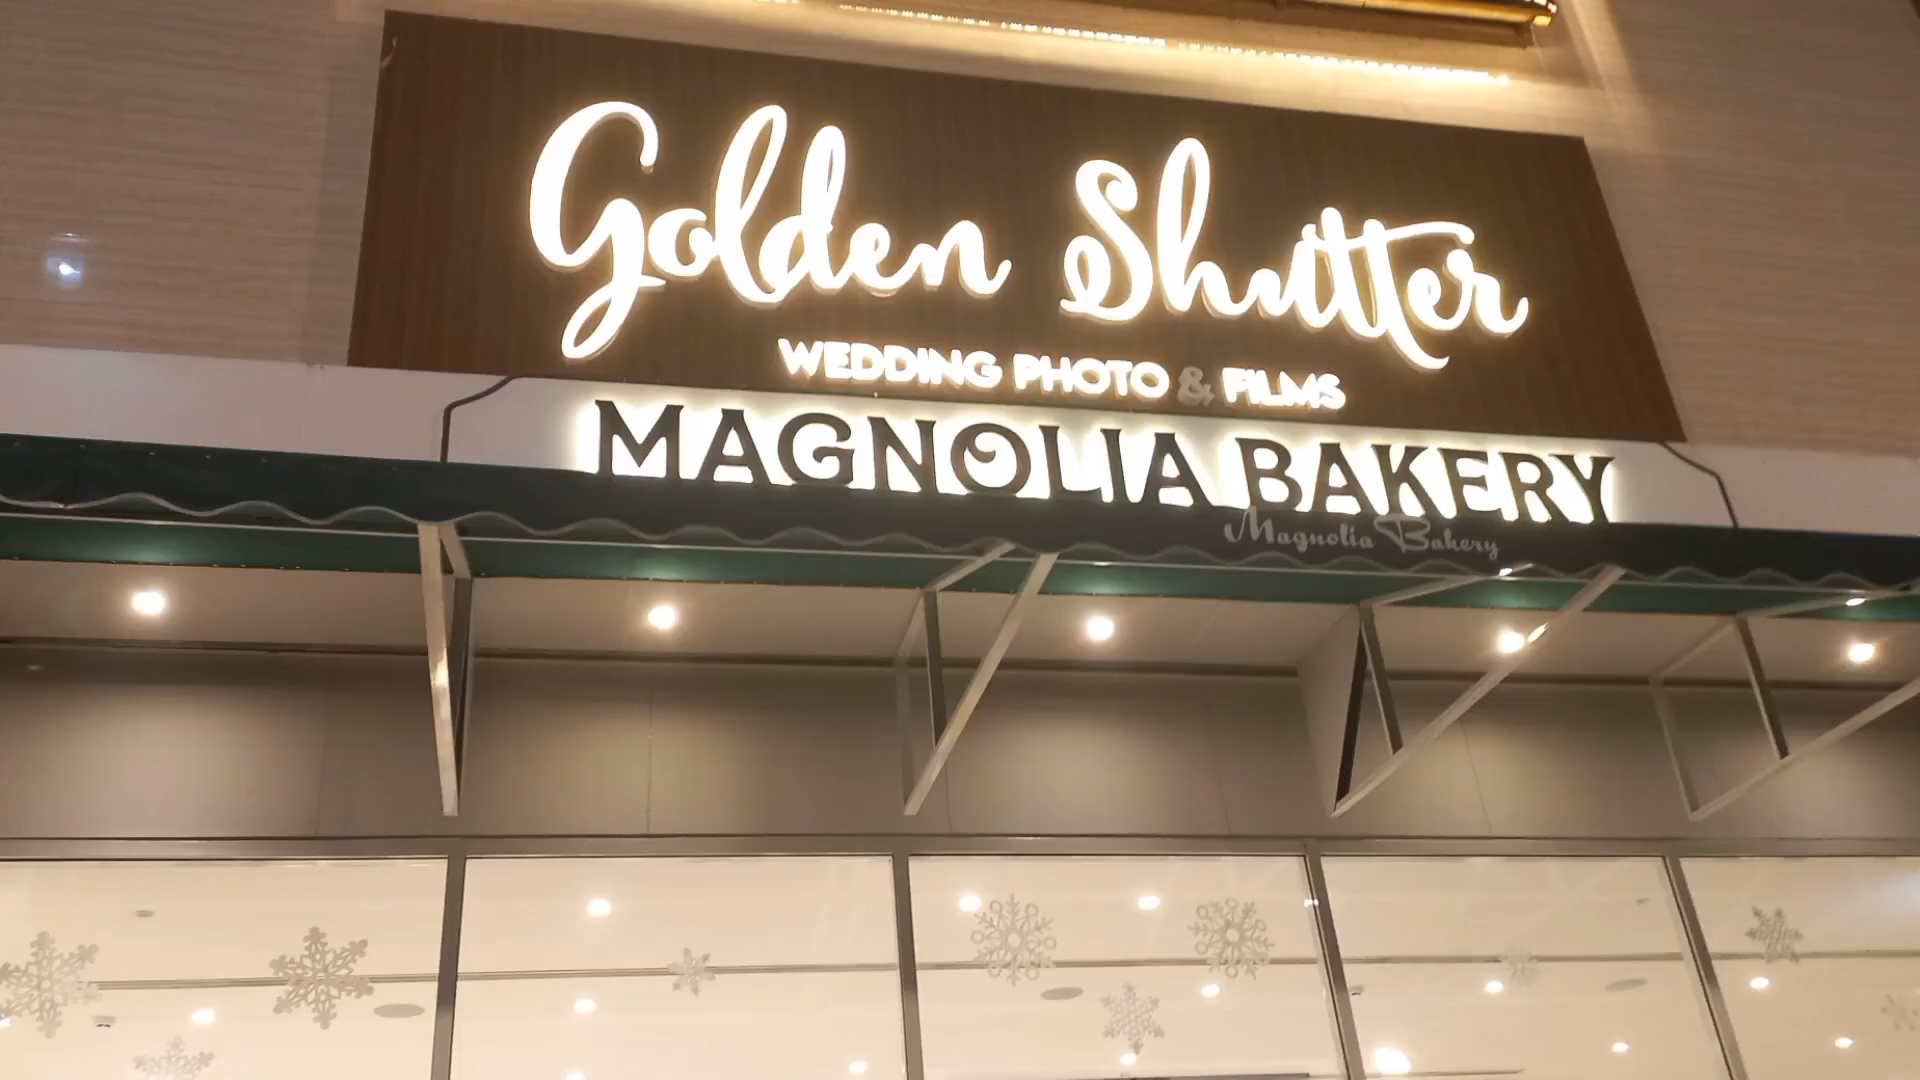 Golden Shutter
WEDDING PHOTO & FILMS
MAGNOLIA BAKERY
Magnolia Bakery